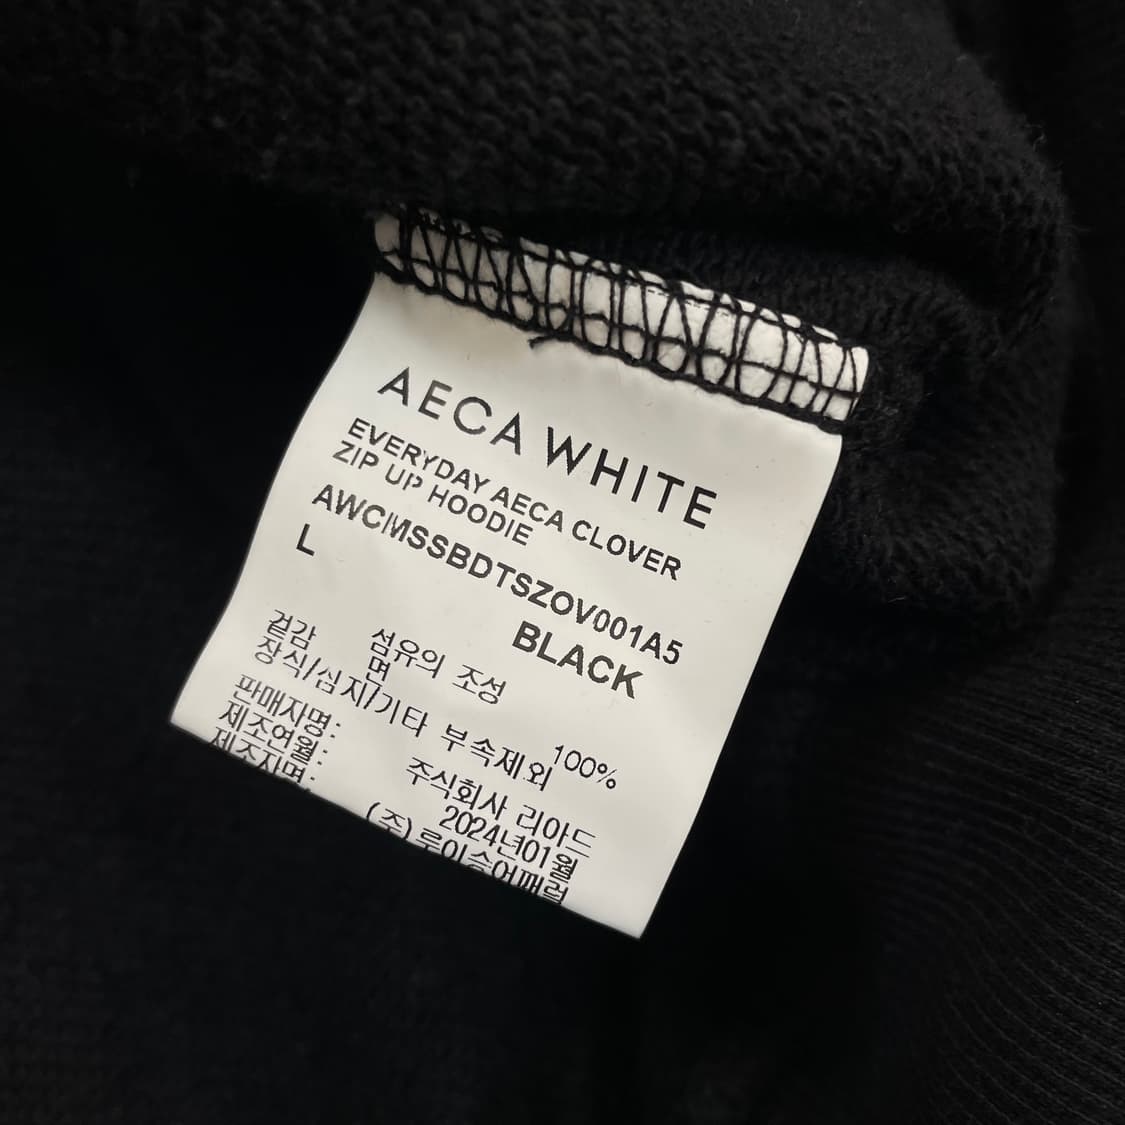 AECA WHITE
EVERYDAY AECA CLOVER
ZIP UP HOODIE
AWCMSSBDTSZOV001A5
L
BLACK
섬유의 조성
겉감 면 100%
장식/심지/기타 부속제외
판매자명: 주식회사 리아드
제조연월: 2024년01월
제조자명: (주)루이슬어패럴